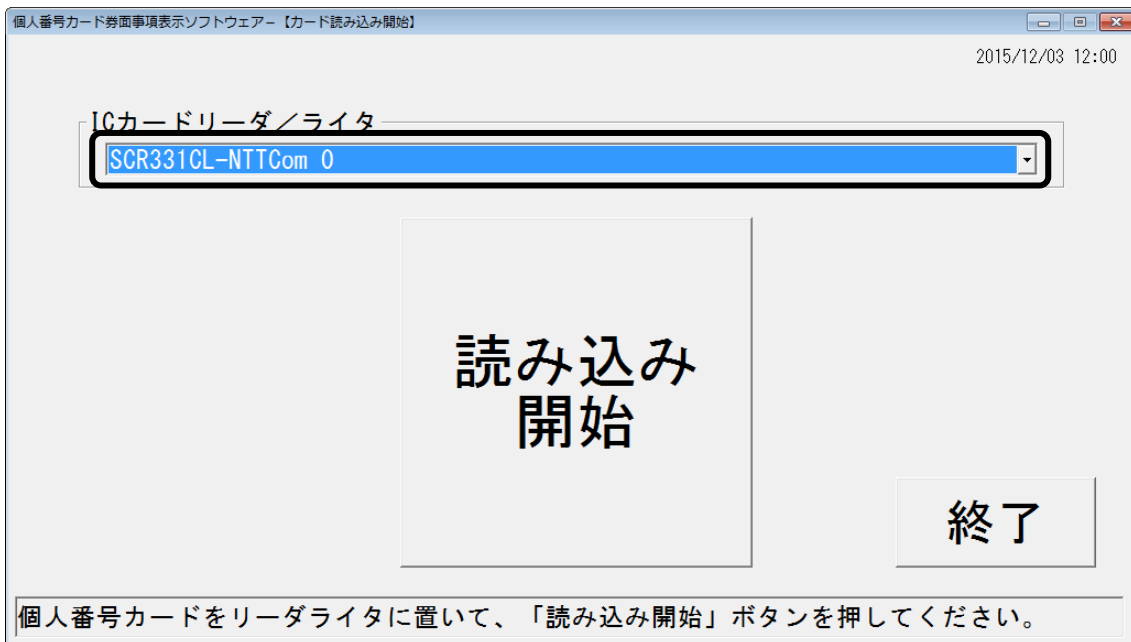 個人番号カード券面事項表示ソフトウェアー【カード読み込み開始】
2015/12/03 12:00
ICカードリーダ／ライタ
SCR331CL-NTTCom 0
読み込み
開始
終了
個人番号カードをリーダライタに置いて、「読み込み開始」ボタンを押してください。